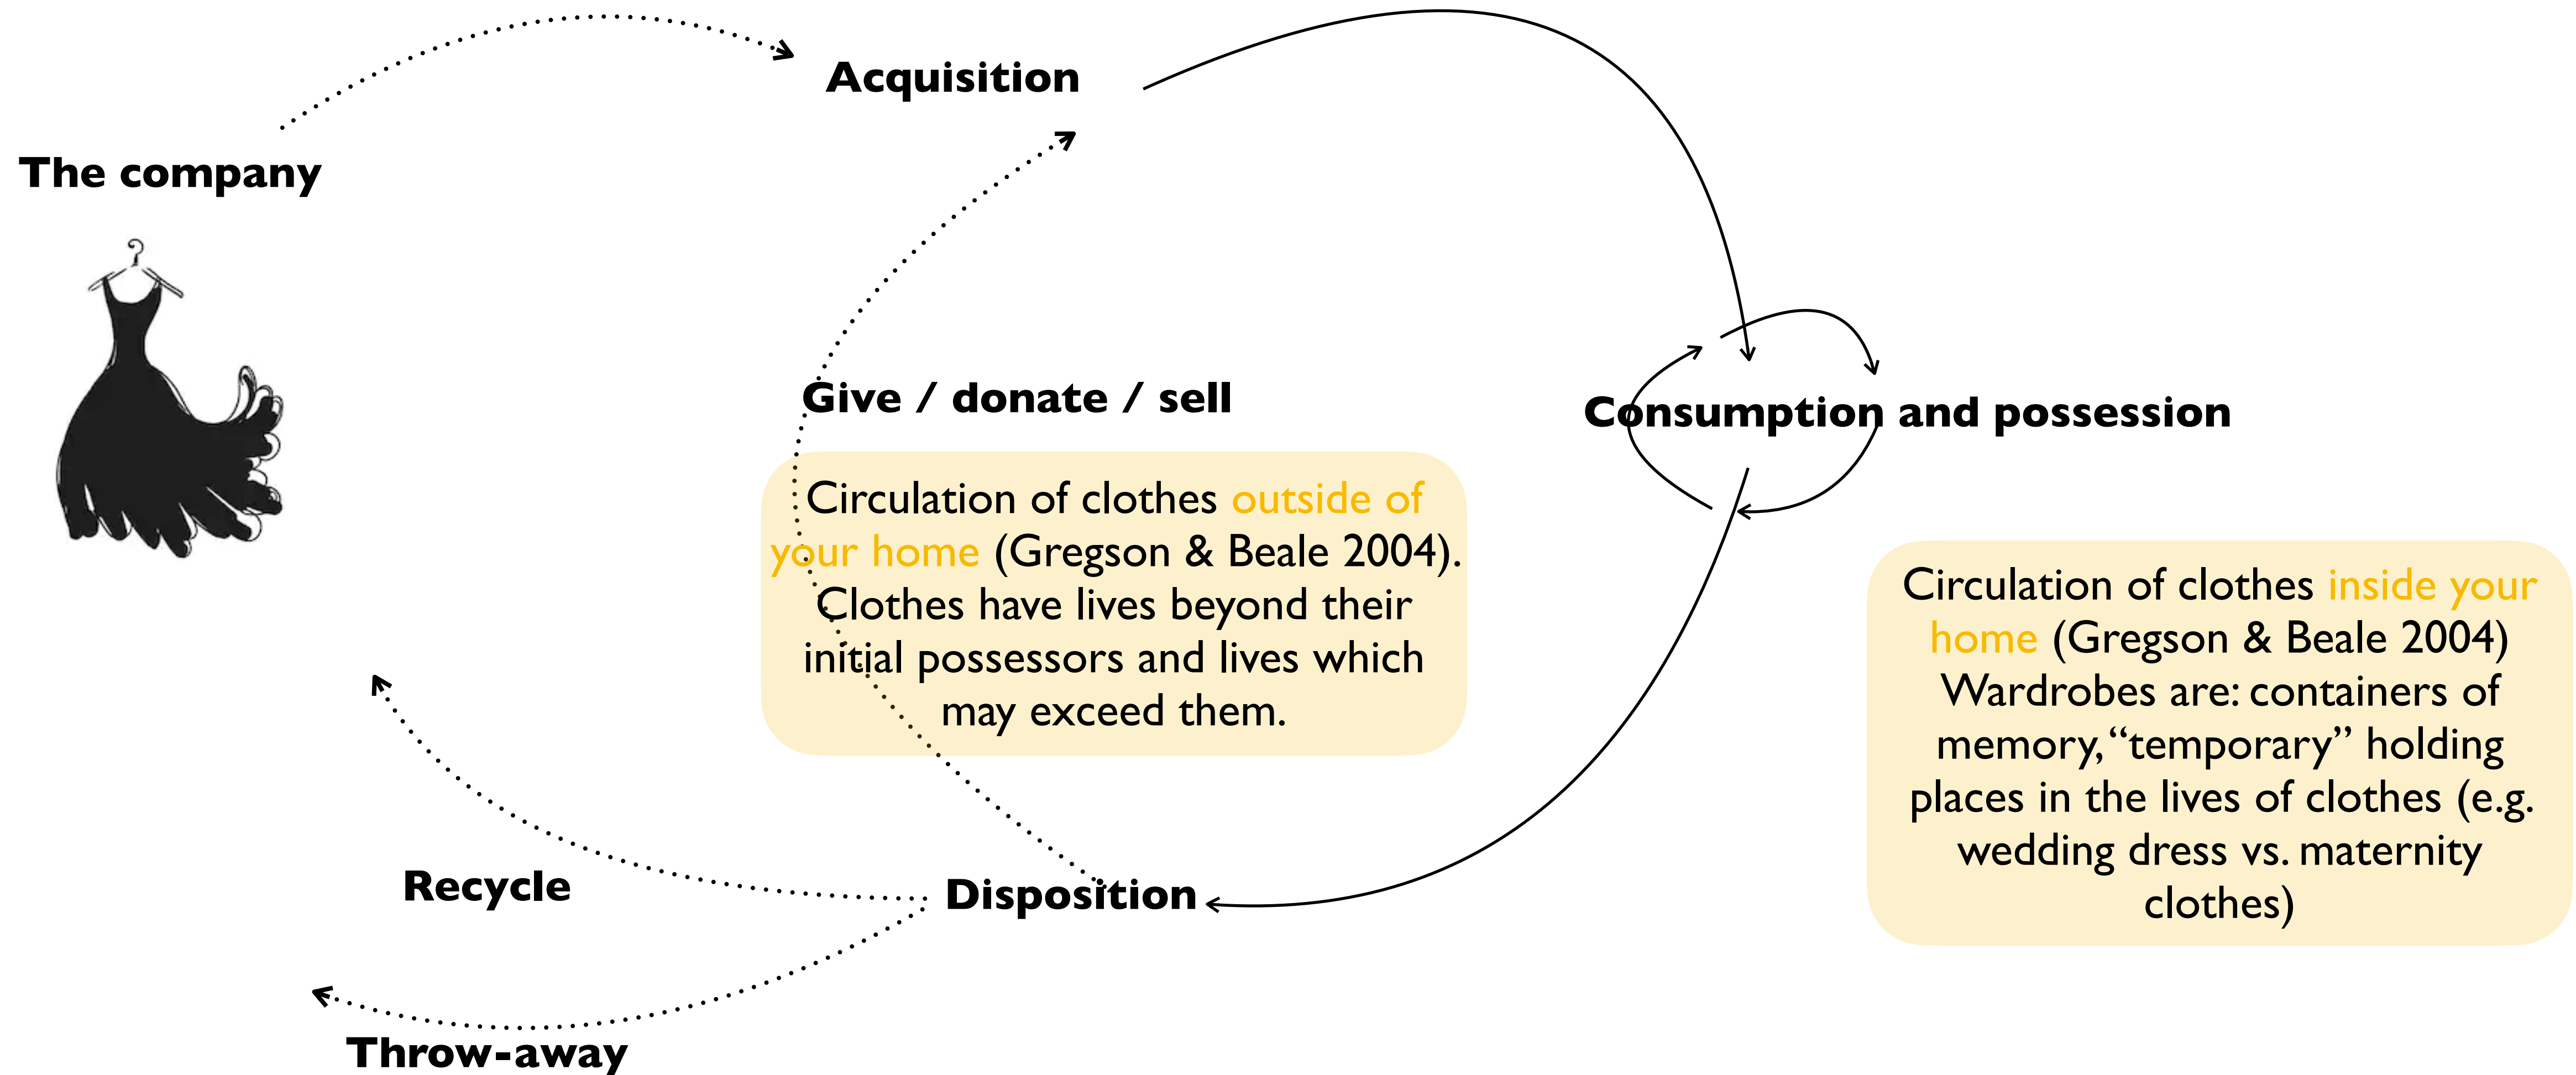 Acquisition
The company
Give / donate / sell
Consumption and possession
Circulation of clothes outside of
your home (Gregson & Beale 2004).
Clothes have lives beyond their
initial possessors and lives which
may exceed them.
Circulation of clothes inside your
home (Gregson & Beale 2004)
Wardrobes are: containers of
memory, “temporary” holding
places in the lives of clothes (e.g.
wedding dress vs. maternity
clothes)
Recycle
Disposition
Throw-away